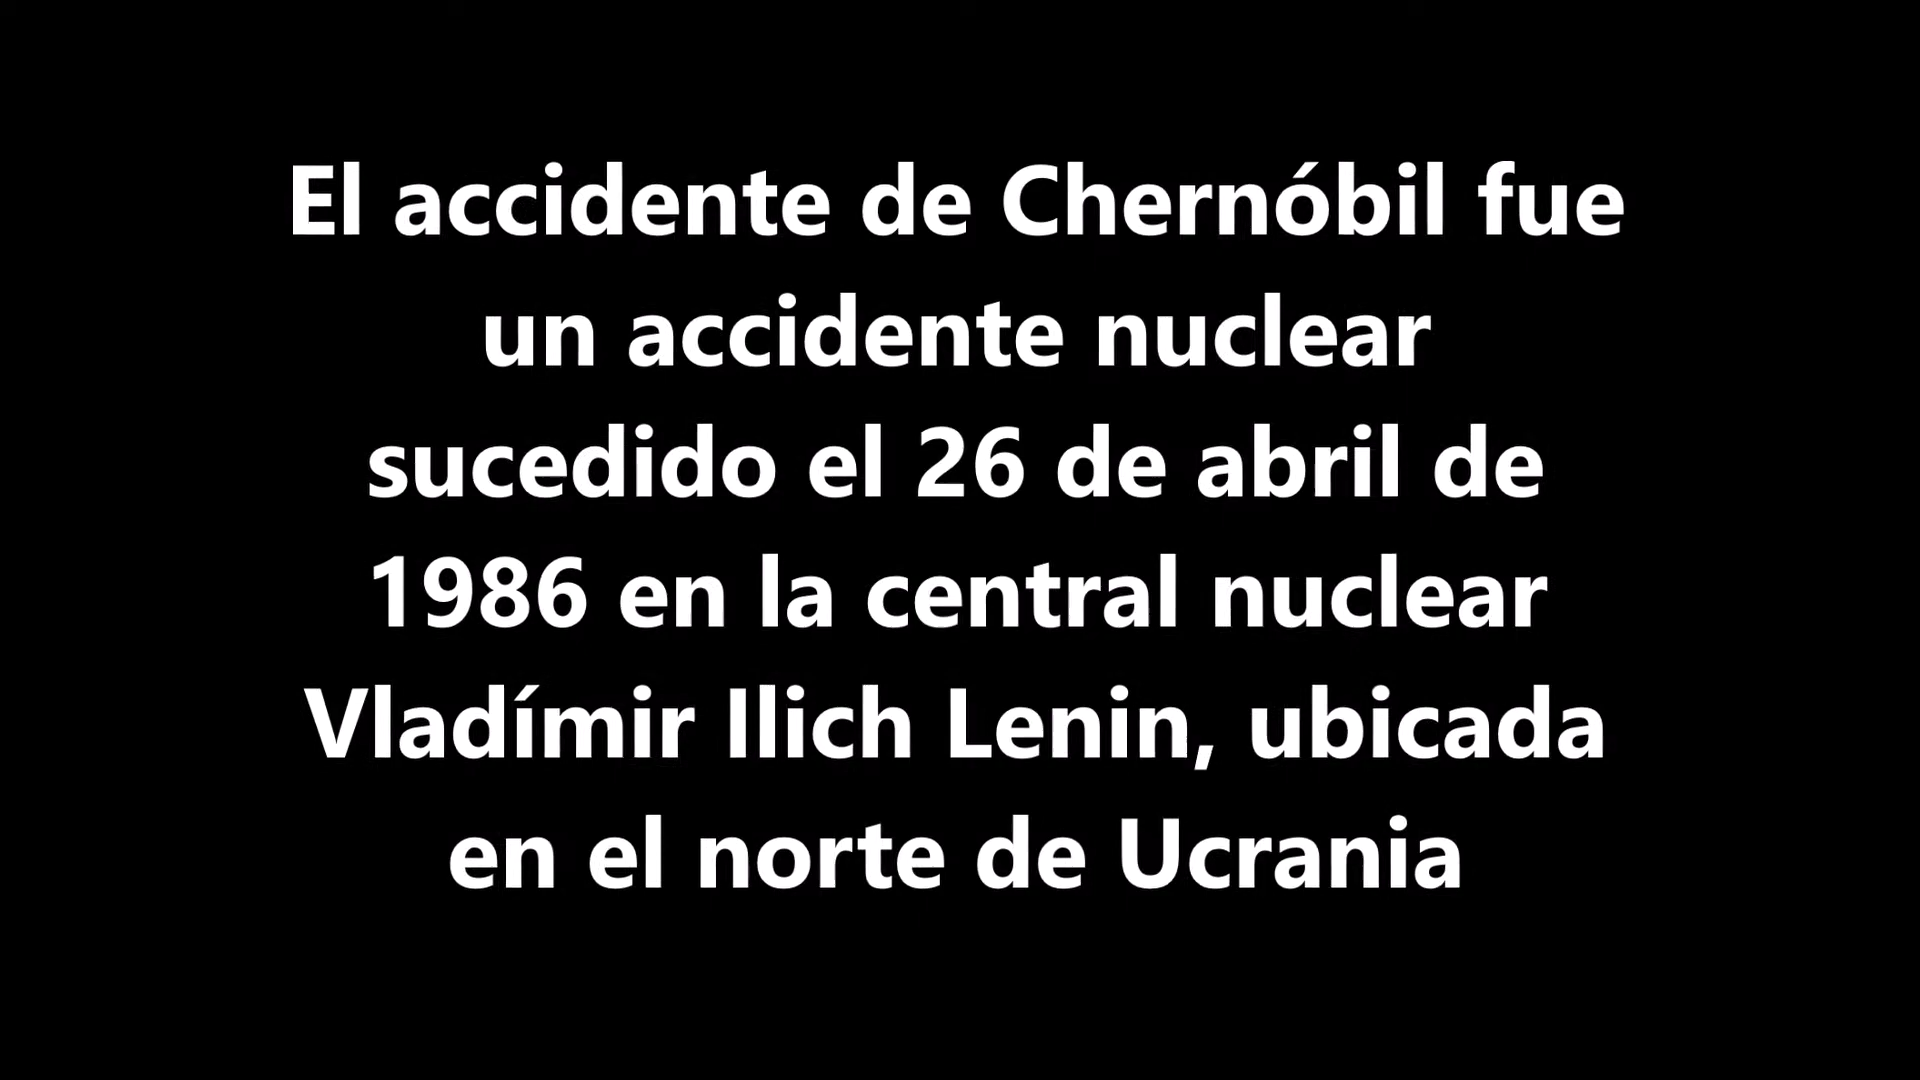 El accidente de Chernóbil fue
un accidente nuclear
sucedido el 26 de abril de
1986 en la central nuclear
Vladímir Ilich Lenin, ubicada
en el norte de Ucrania